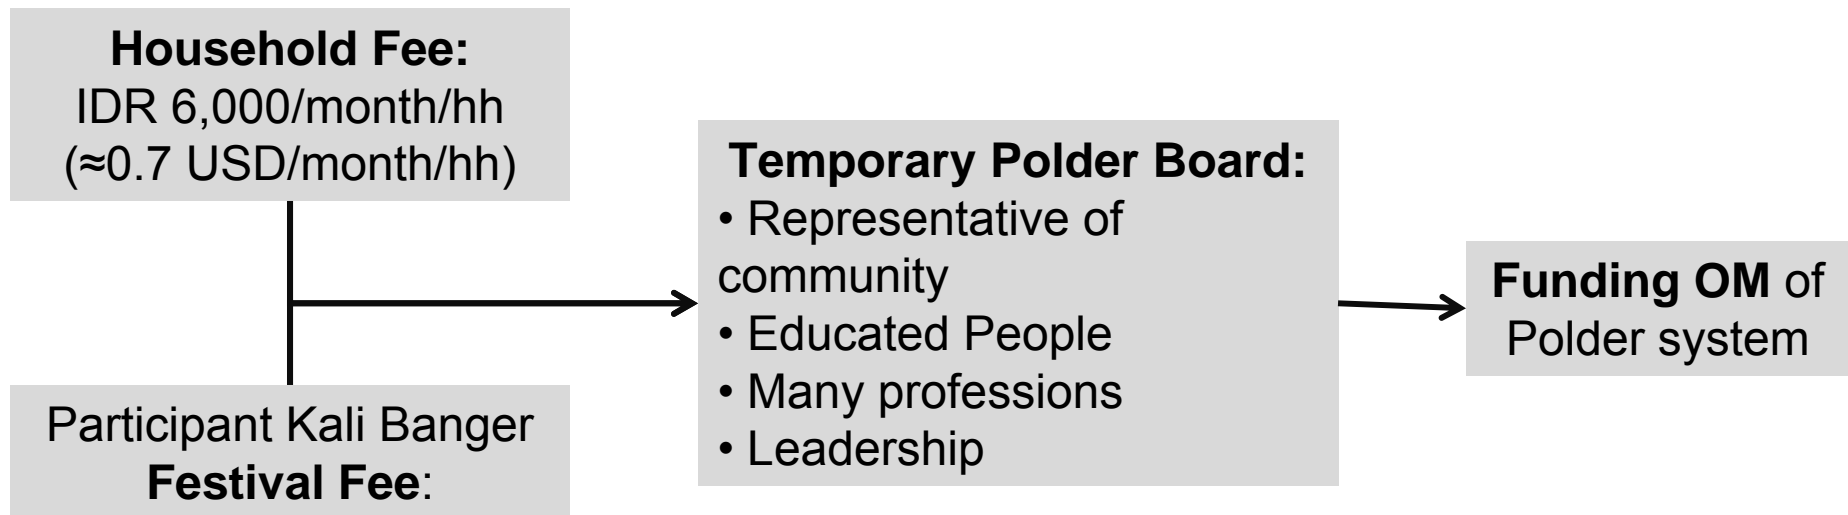 Household Fee:
IDR 6,000/month/hh
(≈0.7 USD/month/hh)
Participant Kali Banger
Festival Fee:
Temporary Polder Board:
• Representative of
community
• Educated People
• Many professions
• Leadership
Funding OM of
Polder system